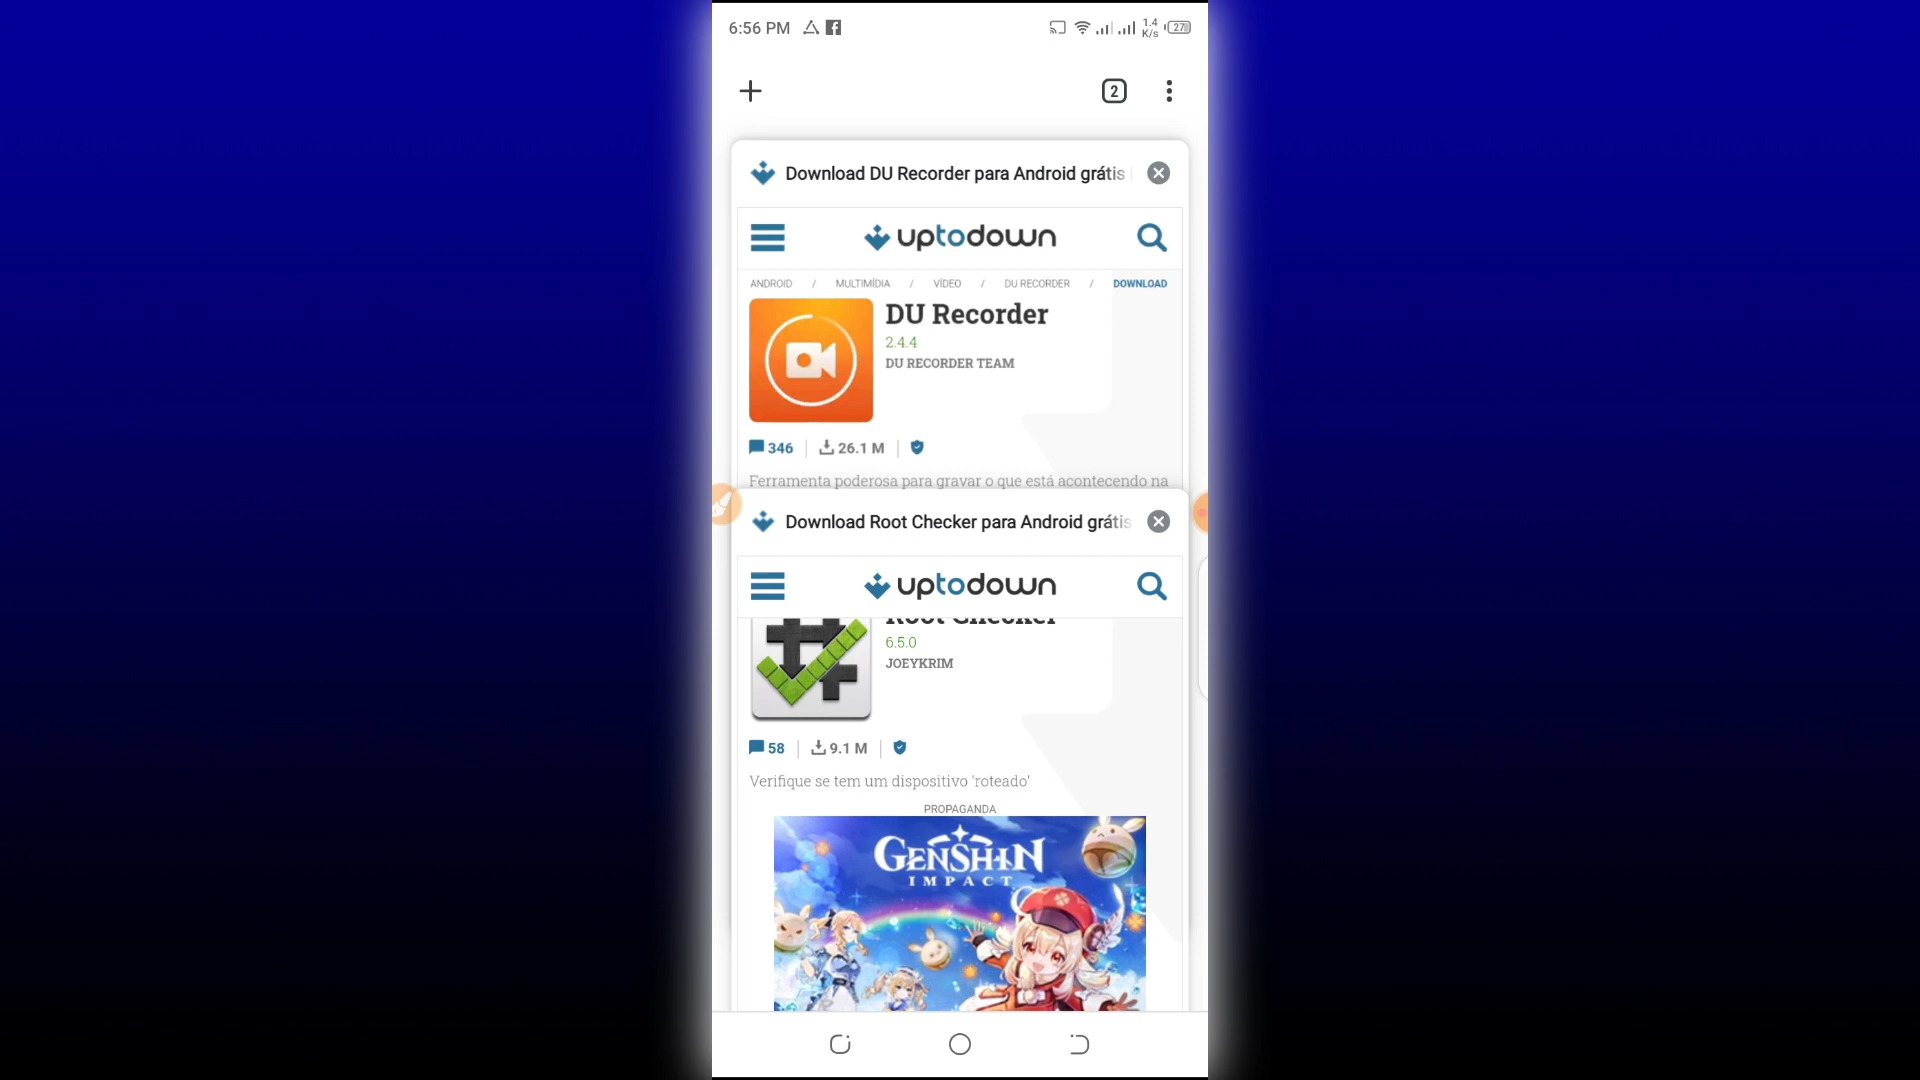 6:56 PM
1.4
K/s
27
2
Download DU Recorder para Android grátis
uptodown
ANDROID / MULTIMÍDIA / VÍDEO / DU RECORDER / DOWNLOAD
DU Recorder
2.4.4
DU RECORDER TEAM
346
26.1 M
Ferramenta poderosa para gravar o que está acontecendo na
Download Root Checker para Android grátis
uptodown
Root Checker
6.5.0
JOEYKRIM
58
9.1 M
Verifique se tem um dispositivo 'roteado'
PROPAGANDA
GENSHIN
IMPACT